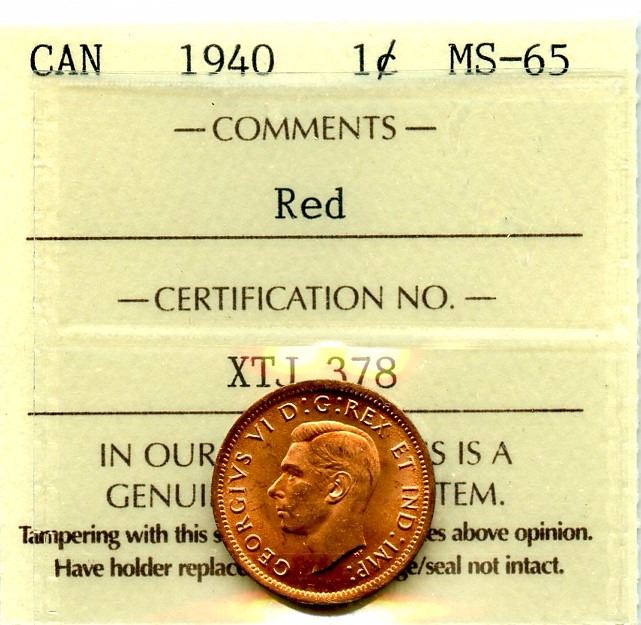 CAN 1940 1¢ MS-65
— COMMENTS —
Red
— CERTIFICATION NO. —
XTJ 378
IN OUR S IS A
GENUI TEM.
Tampering with this s es above opinion.
Have holder replac e/seal not intact.
GEORGIVS VI D:G:REX ET IND:IMP: